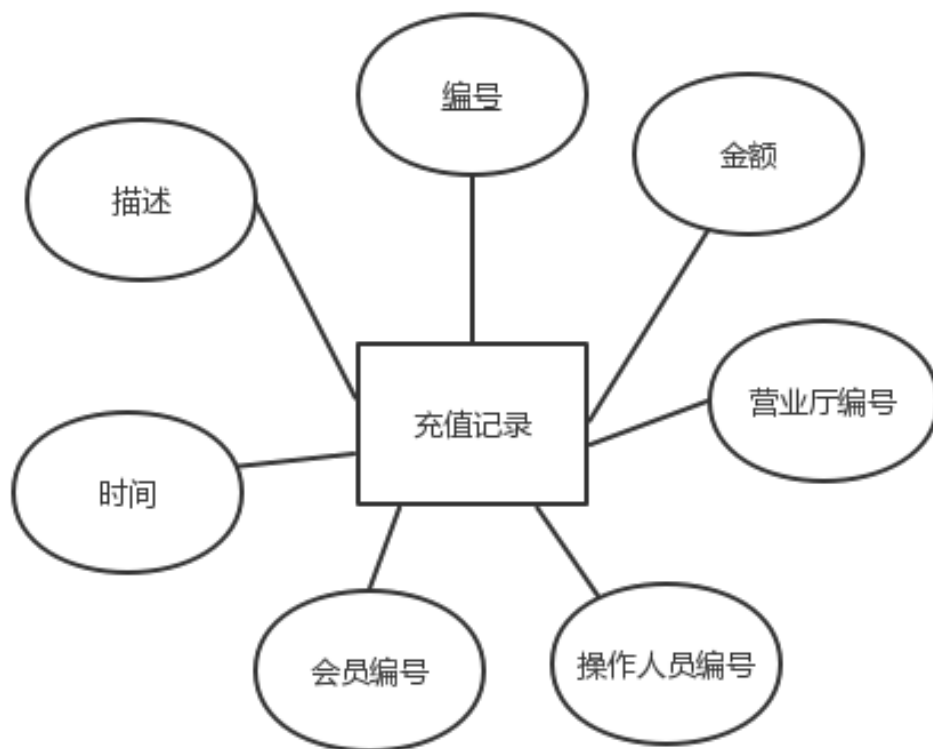 编号
金额
描述
营业厅编号
充值记录
时间
会员编号
操作人员编号